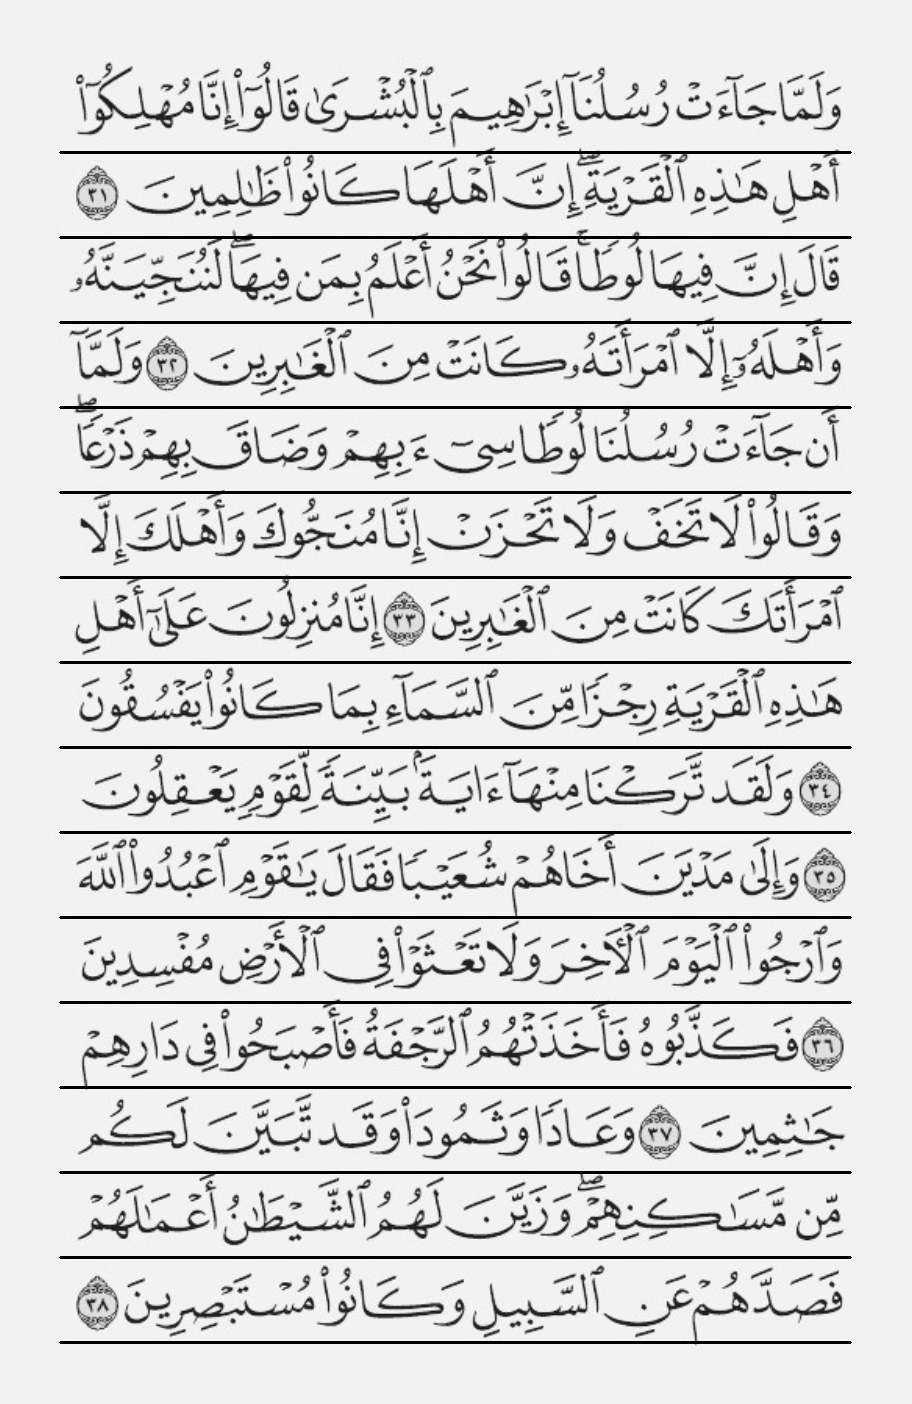 وَلَمَّا جَآءَتْ رُسُلُنَآ إِبْرَٰهِيمَ بِٱلْبُشْرَىٰ قَالُوٓا۟ إِنَّا مُهْلِكُوٓا۟
أَهْلِ هَـٰذِهِ ٱلْقَرْيَةِ ۖ إِنَّ أَهْلَهَا كَانُوا۟ ظَـٰلِمِينَ ٣١
قَالَ إِنَّ فِيهَا لُوطًا ۚ قَالُوا۟ نَحْنُ أَعْلَمُ بِمَن فِيهَا ۖ لَنُنَجِّيَنَّهُۥ
وَأَهْلَهُۥٓ إِلَّا ٱمْرَأَتَهُۥ كَانَتْ مِنَ ٱلْغَـٰبِرِينَ ٣٢ وَلَمَّآ
أَن جَآءَتْ رُسُلُنَا لُوطًا سِىٓءَ بِهِمْ وَضَاقَ بِهِمْ ذَرْعًا ۖ
وَقَالُوا۟ لَا تَخَفْ وَلَا تَحْزَنْ إِنَّا مُنَجُّوكَ وَأَهْلَكَ إِلَّا
ٱمْرَأَتَكَ كَانَتْ مِنَ ٱلْغَـٰبِرِينَ ٣٣ إِنَّا مُنزِلُونَ عَلَىٰٓ أَهْلِ
هَـٰذِهِ ٱلْقَرْيَةِ رِجْزًا مِّنَ ٱلسَّمَآءِ بِمَا كَانُوا۟ يَفْسُقُونَ
٣٤ وَلَقَد تَّرَكْنَا مِنْهَآ ءَايَةًۢ بَيِّنَةً لِّقَوْمٍ يَعْقِلُونَ
٣٥ وَإِلَىٰ مَدْيَنَ أَخَاهُمْ شُعَيْبًا فَقَالَ يَـٰقَوْمِ ٱعْبُدُوا۟ ٱللَّهَ
وَٱرْجُوا۟ ٱلْيَوْمَ ٱلْـَٔاخِرَ وَلَا تَعْثَوْا۟ فِى ٱلْأَرْضِ مُفْسِدِينَ
٣٦ فَكَذَّبُوهُ فَأَخَذَتْهُمُ ٱلرَّجْفَةُ فَأَصْبَحُوا۟ فِى دَارِهِمْ
جَـٰثِمِينَ ٣٧ وَعَادًا وَثَمُودَا۟ وَقَد تَّبَيَّنَ لَكُم
مِّن مَّسَـٰكِنِهِمْ ۖ وَزَيَّنَ لَهُمُ ٱلشَّيْطَـٰنُ أَعْمَـٰلَهُمْ
فَصَدَّهُمْ عَنِ ٱلسَّبِيلِ وَكَانُوا۟ مُسْتَبْصِرِينَ ٣٨